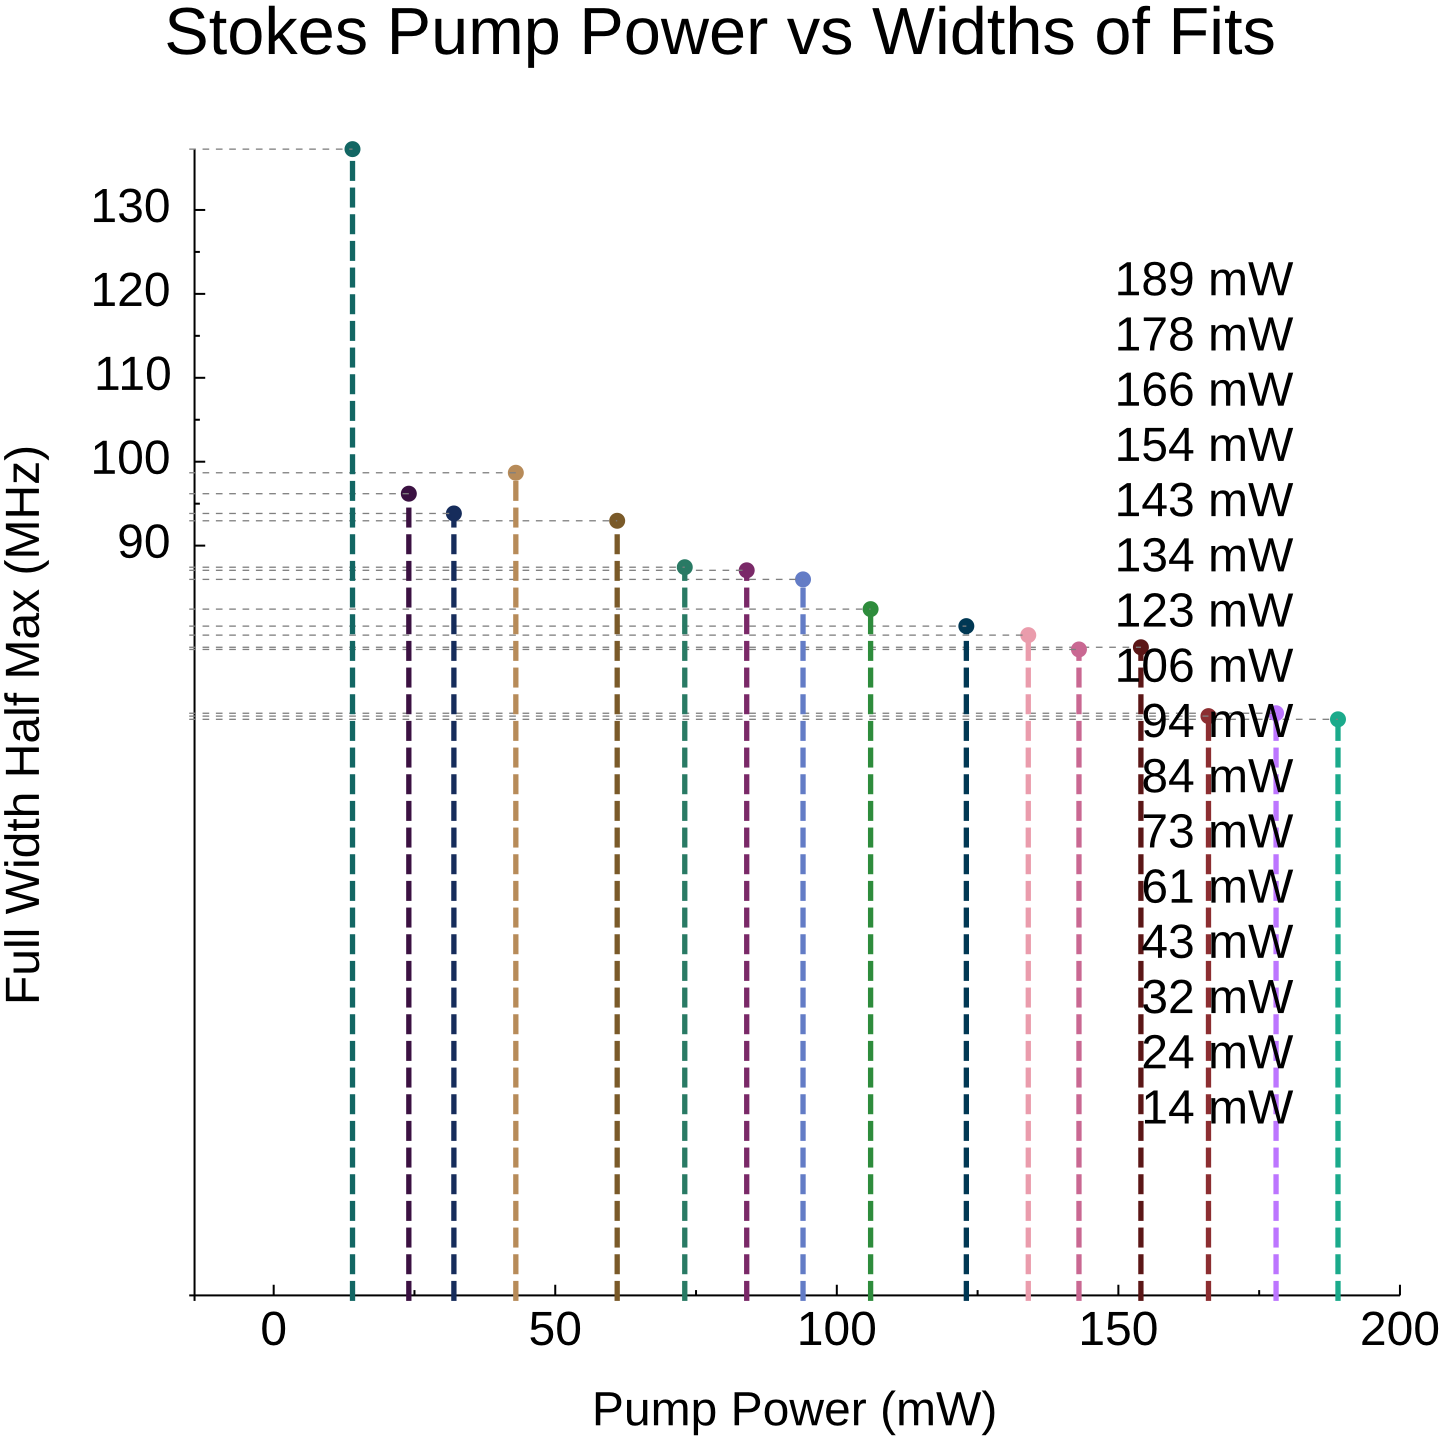 Stokes Pump Power vs Widths of Fits
Full Width Half Max (MHz)
130
120
110
100
90
189 mW
178 mW
166 mW
154 mW
143 mW
134 mW
123 mW
106 mW
94 mW
84 mW
73 mW
61 mW
43 mW
32 mW
24 mW
14 mW
0 50 100 150 200
Pump Power (mW)